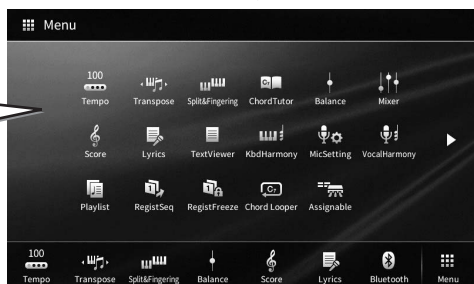 Menu
100
Tempo Transpose Split&Fingering ChordTutor Balance Mixer
Score Lyrics TextViewer KbdHarmony MicSetting VocalHarmony
Playlist RegistSeq RegistFreeze Chord Looper Assignable
100
Tempo Transpose Split&Fingering Balance Score Lyrics Bluetooth Menu